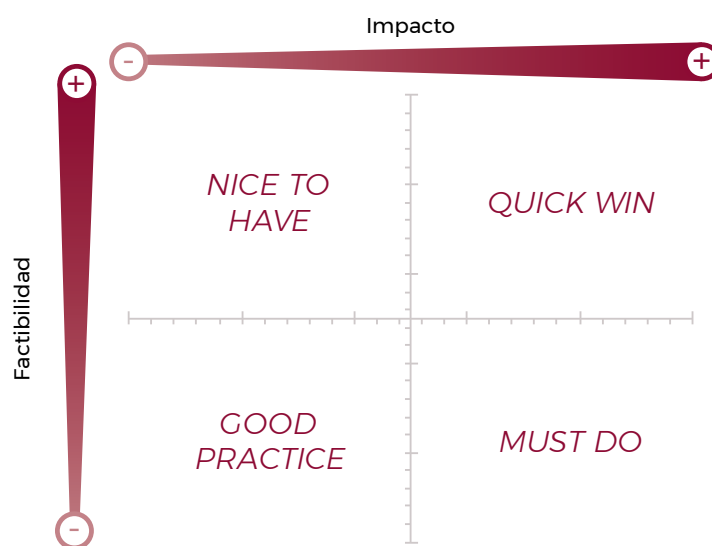 Impacto
-
+
+
NICE TO
HAVE
QUICK WIN
Factibilidad
GOOD
PRACTICE
MUST DO
-